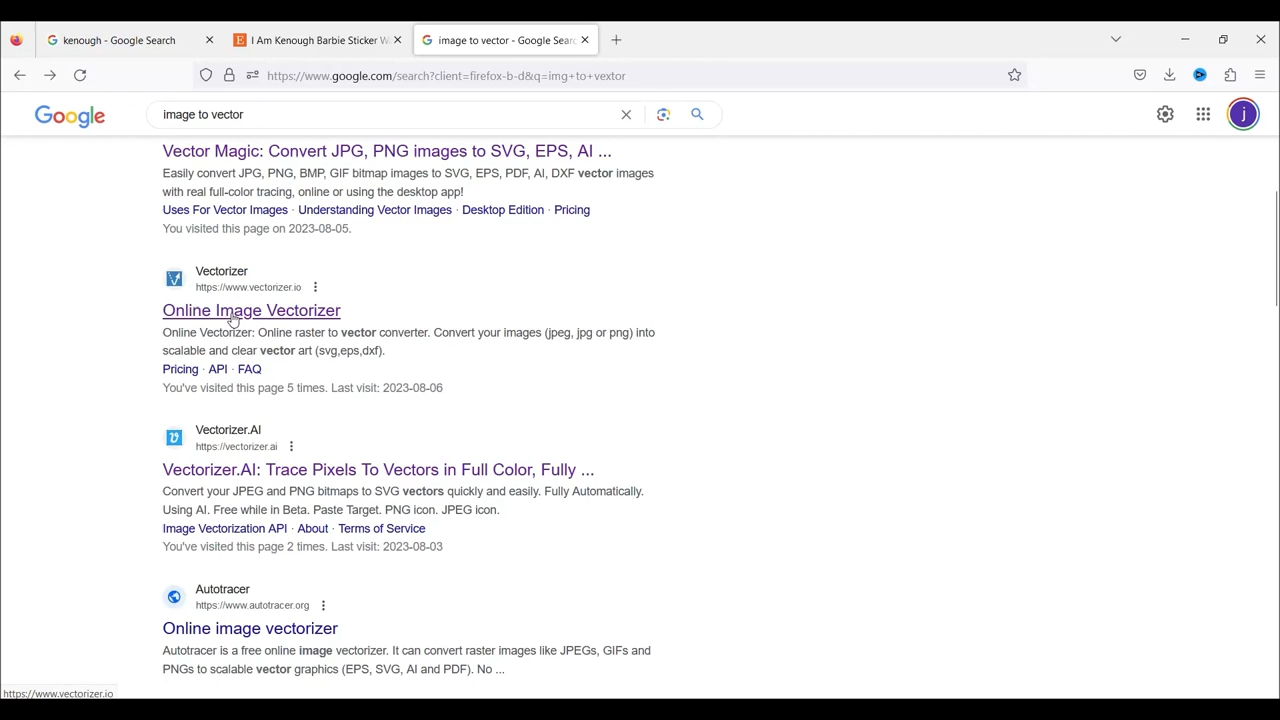 kenough - Google Search
I Am Kenough Barbie Sticker W
image to vector - Google Searc
https://www.google.com/search?client=firefox-b-d&q=img+to+vextor
Google
image to vector
j
Vector Magic: Convert JPG, PNG images to SVG, EPS, AI ...
Easily convert JPG, PNG, BMP, GIF bitmap images to SVG, EPS, PDF, AI, DXF vector images
with real full-color tracing, online or using the desktop app!
Uses For Vector Images · Understanding Vector Images · Desktop Edition · Pricing
You visited this page on 2023-08-05.
Vectorizer
https://www.vectorizer.io
Online Image Vectorizer
Online Vectorizer: Online raster to vector converter. Convert your images (jpeg, jpg or png) into
scalable and clear vector art (svg,eps,dxf).
Pricing · API · FAQ
You've visited this page 5 times. Last visit: 2023-08-06
Vectorizer.AI
https://vectorizer.ai
Vectorizer.AI: Trace Pixels To Vectors in Full Color, Fully ...
Convert your JPEG and PNG bitmaps to SVG vectors quickly and easily. Fully Automatically.
Using AI. Free while in Beta. Paste Target. PNG icon. JPEG icon.
Image Vectorization API · About · Terms of Service
You've visited this page 2 times. Last visit: 2023-08-03
Autotracer
https://www.autotracer.org
Online image vectorizer
Autotracer is a free online image vectorizer. It can convert raster images like JPEGs, GIFs and
PNGs to scalable vector graphics (EPS, SVG, AI and PDF). No ...
https://www.vectorizer.io